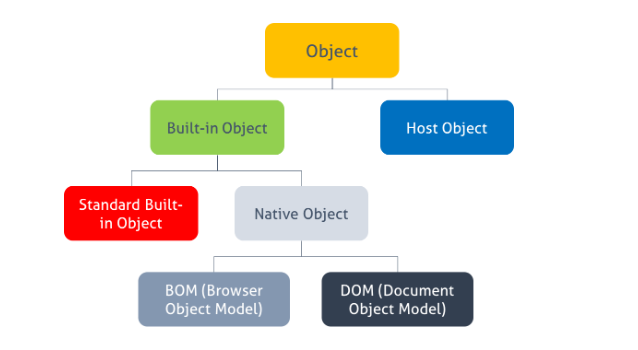 Object
Built-in Object
Host Object
Standard Built-
in Object
Native Object
BOM (Browser
Object Model)
DOM (Document
Object Model)